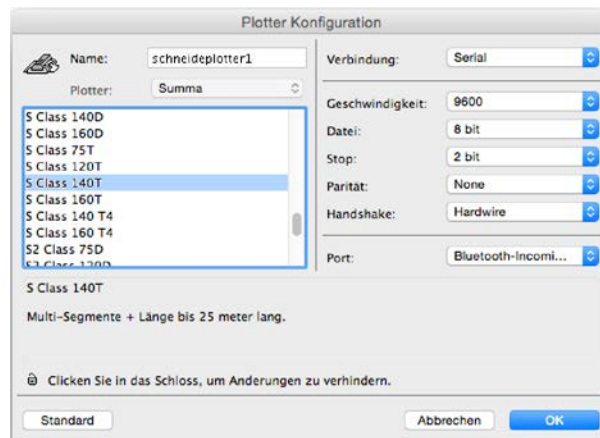 Plotter Konfiguration
Name: schneideplotter1
Plotter: Summa
S Class 140D
S Class 160D
S Class 75T
S Class 120T
S Class 140T
S Class 160T
S Class 140 T4
S Class 160 T4
S2 Class 75D
S2 Class 120D
Verbindung: Serial
Geschwindigkeit: 9600
Datei: 8 bit
Stop: 2 bit
Parität: None
Handshake: Hardwire
Port: Bluetooth-Incomi...
S Class 140T
Multi-Segmente + Länge bis 25 meter lang.
Clicken Sie in das Schloss, um Anderungen zu verhindern.
Standard
Abbrechen
OK